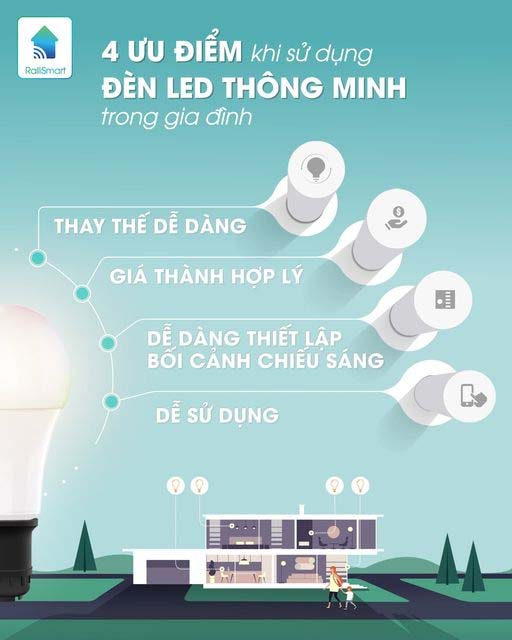 RalliSmart
4 ƯU ĐIỂM khi sử dụng
ĐÈN LED THÔNG MINH
trong gia đình
THAY THẾ DỄ DÀNG
GIÁ THÀNH HỢP LÝ
DỄ DÀNG THIẾT LẬP
BỐI CẢNH CHIẾU SÁNG
DỄ SỬ DỤNG